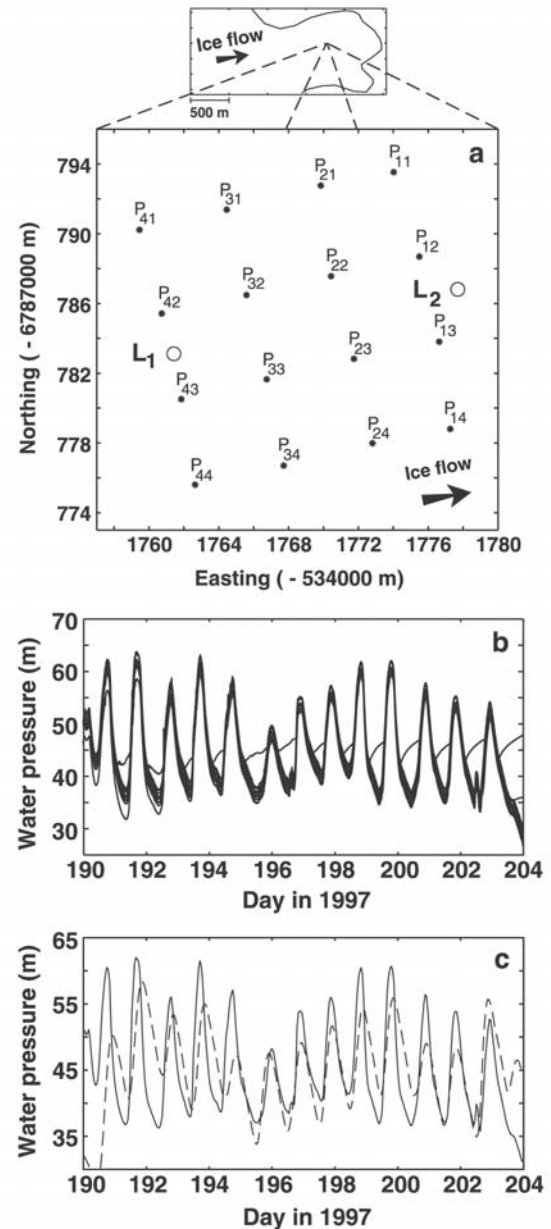 Ice flow
500 m
a
794
790
786
782
778
774
P11
P21
P31
P41
P12
P22
P32
P42
L2
P13
P23
L1
P33
P43
P14
P24
P34
P44
Ice flow
1760 1764 1768 1772 1776 1780
Northing ( - 6787000 m)
Easting ( - 534000 m)
b
70
60
50
40
30
Water pressure (m)
190 192 194 196 198 200 202 204
Day in 1997
c
65
55
45
35
Water pressure (m)
190 192 194 196 198 200 202 204
Day in 1997